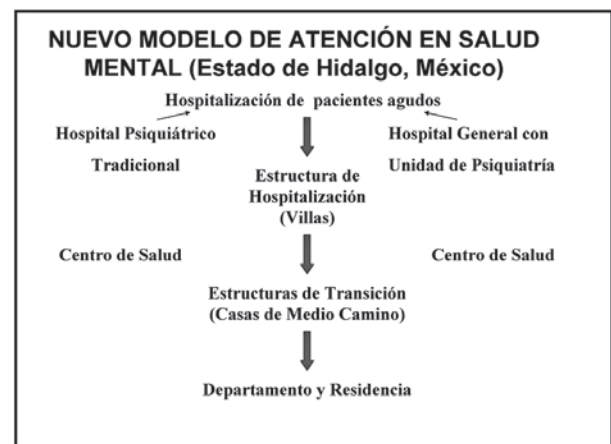 NUEVO MODELO DE ATENCIÓN EN SALUD
MENTAL (Estado de Hidalgo, México)
Hospitalización de pacientes agudos
Hospital Psiquiátrico
Tradicional
Hospital General con
Unidad de Psiquiatría
Estructura de
Hospitalización
(Villas)
Centro de Salud
Centro de Salud
Estructuras de Transición
(Casas de Medio Camino)
Departamento y Residencia